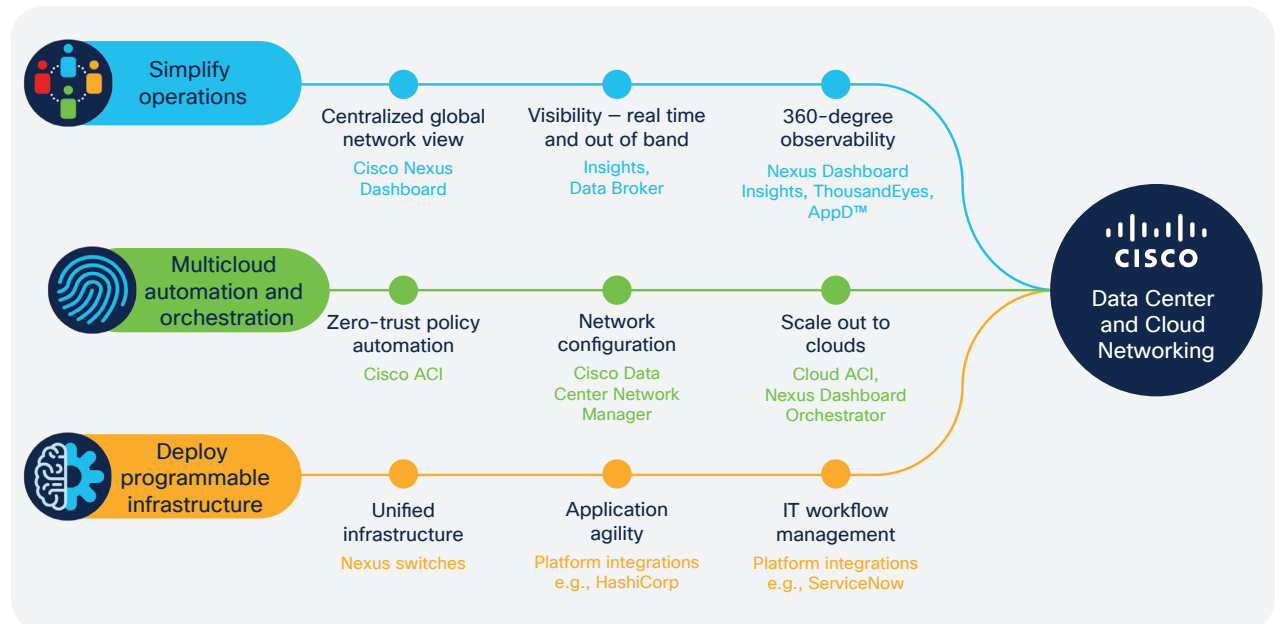 Simplify
operations
Centralized global
network view
Cisco Nexus
Dashboard
Visibility – real time
and out of band
Insights,
Data Broker
360-degree
observability
Nexus Dashboard
Insights, ThousandEyes,
AppD™
Multicloud
automation and
orchestration
Zero-trust policy
automation
Cisco ACI
Network
configuration
Cisco Data
Center Network
Manager
Scale out to
clouds
Cloud ACI,
Nexus Dashboard
Orchestrator
Deploy
programmable
infrastructure
Unified
infrastructure
Nexus switches
Application
agility
Platform integrations
e.g., HashiCorp
IT workflow
management
Platform integrations
e.g., ServiceNow
CISCO
Data Center
and Cloud
Networking